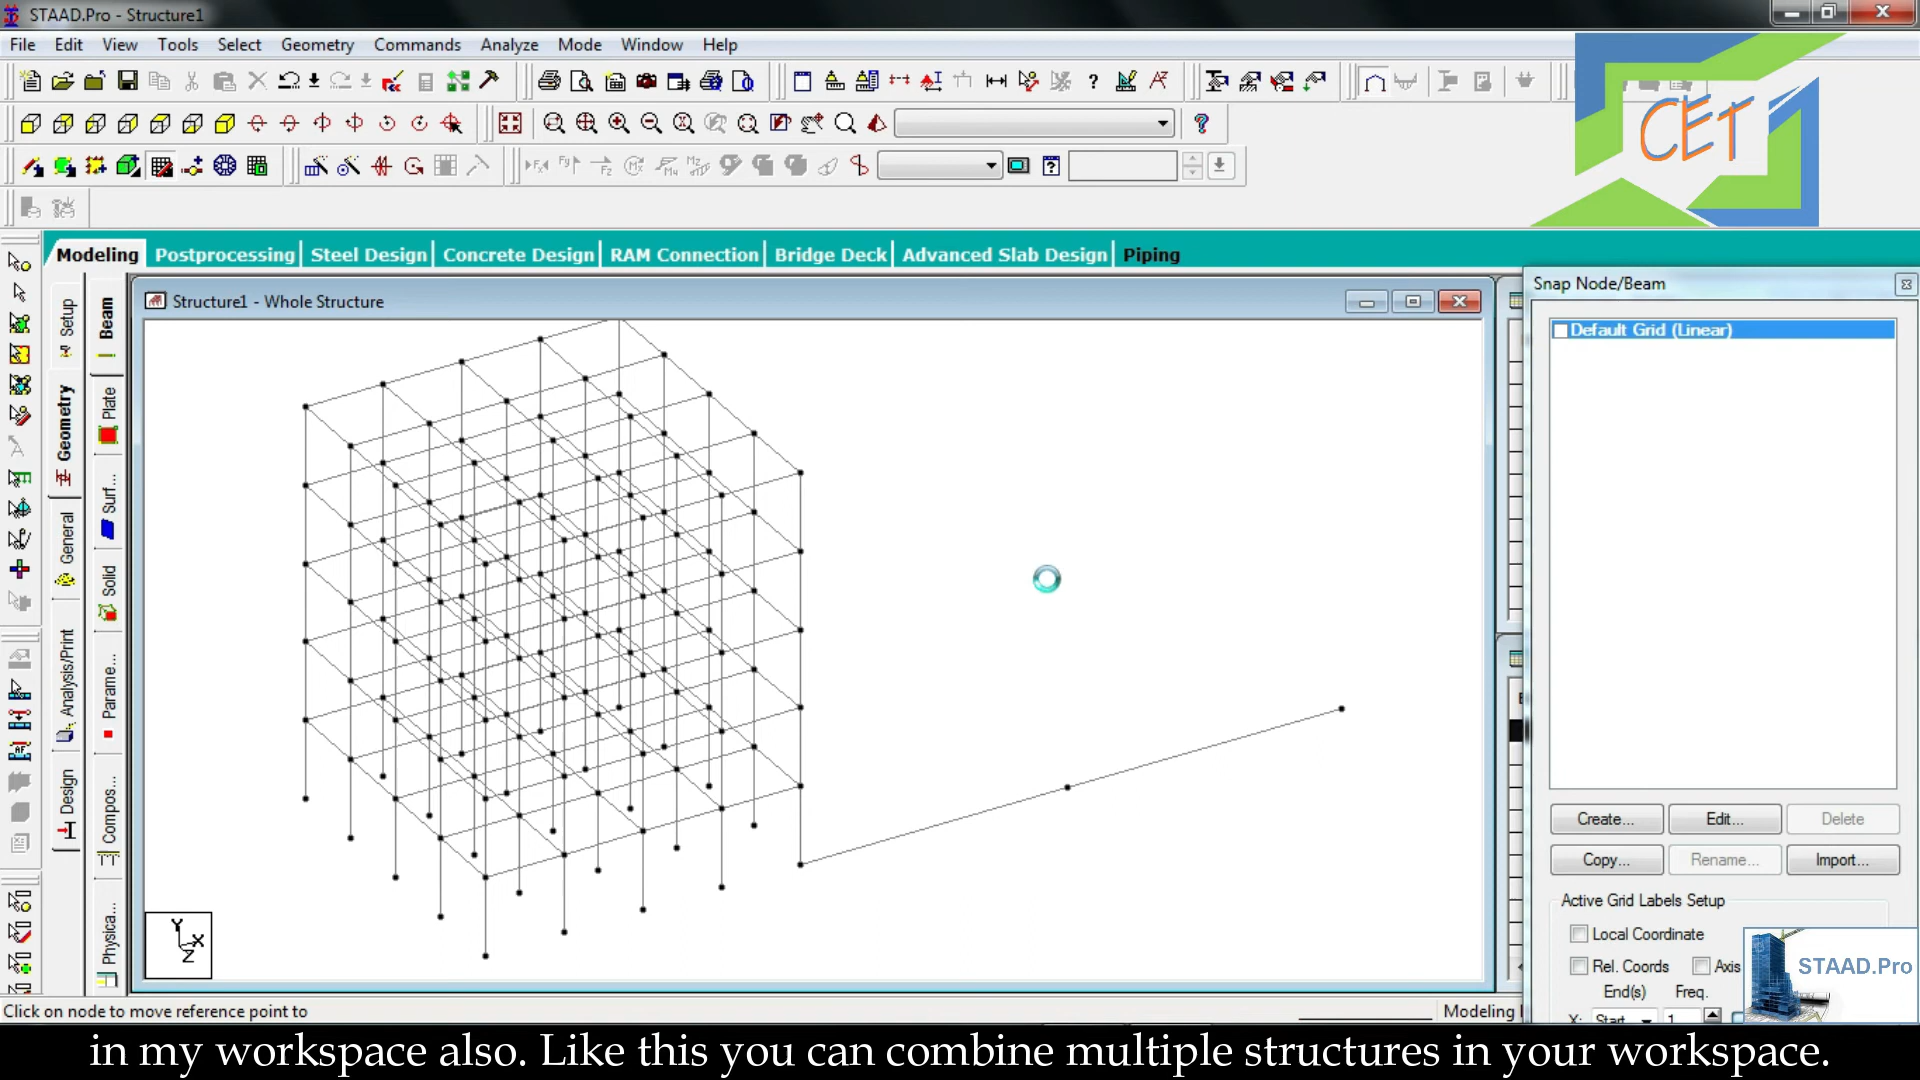 STAAD.Pro - Structure1
File Edit View Tools Select Geometry Commands Analyze Mode Window Help
CET
Modeling Postprocessing Steel Design Concrete Design RAM Connection Bridge Deck Advanced Slab Design Piping
Setup
Geometry
General
Analysis/Print
Design
Beam
Plate
Surf...
Solid
Parame...
Compos...
Physica...
Structure1 - Whole Structure
Y
X
Z
Snap Node/Beam
Default Grid (Linear)
Create... Edit... Delete
Copy... Rename... Import...
Active Grid Labels Setup
Local Coordinate
Rel. Coords Axis
End(s) Freq.
X: Start 1
STAAD.Pro
Click on node to move reference point to
Modeling
in my workspace also. Like this you can combine multiple structures in your workspace.